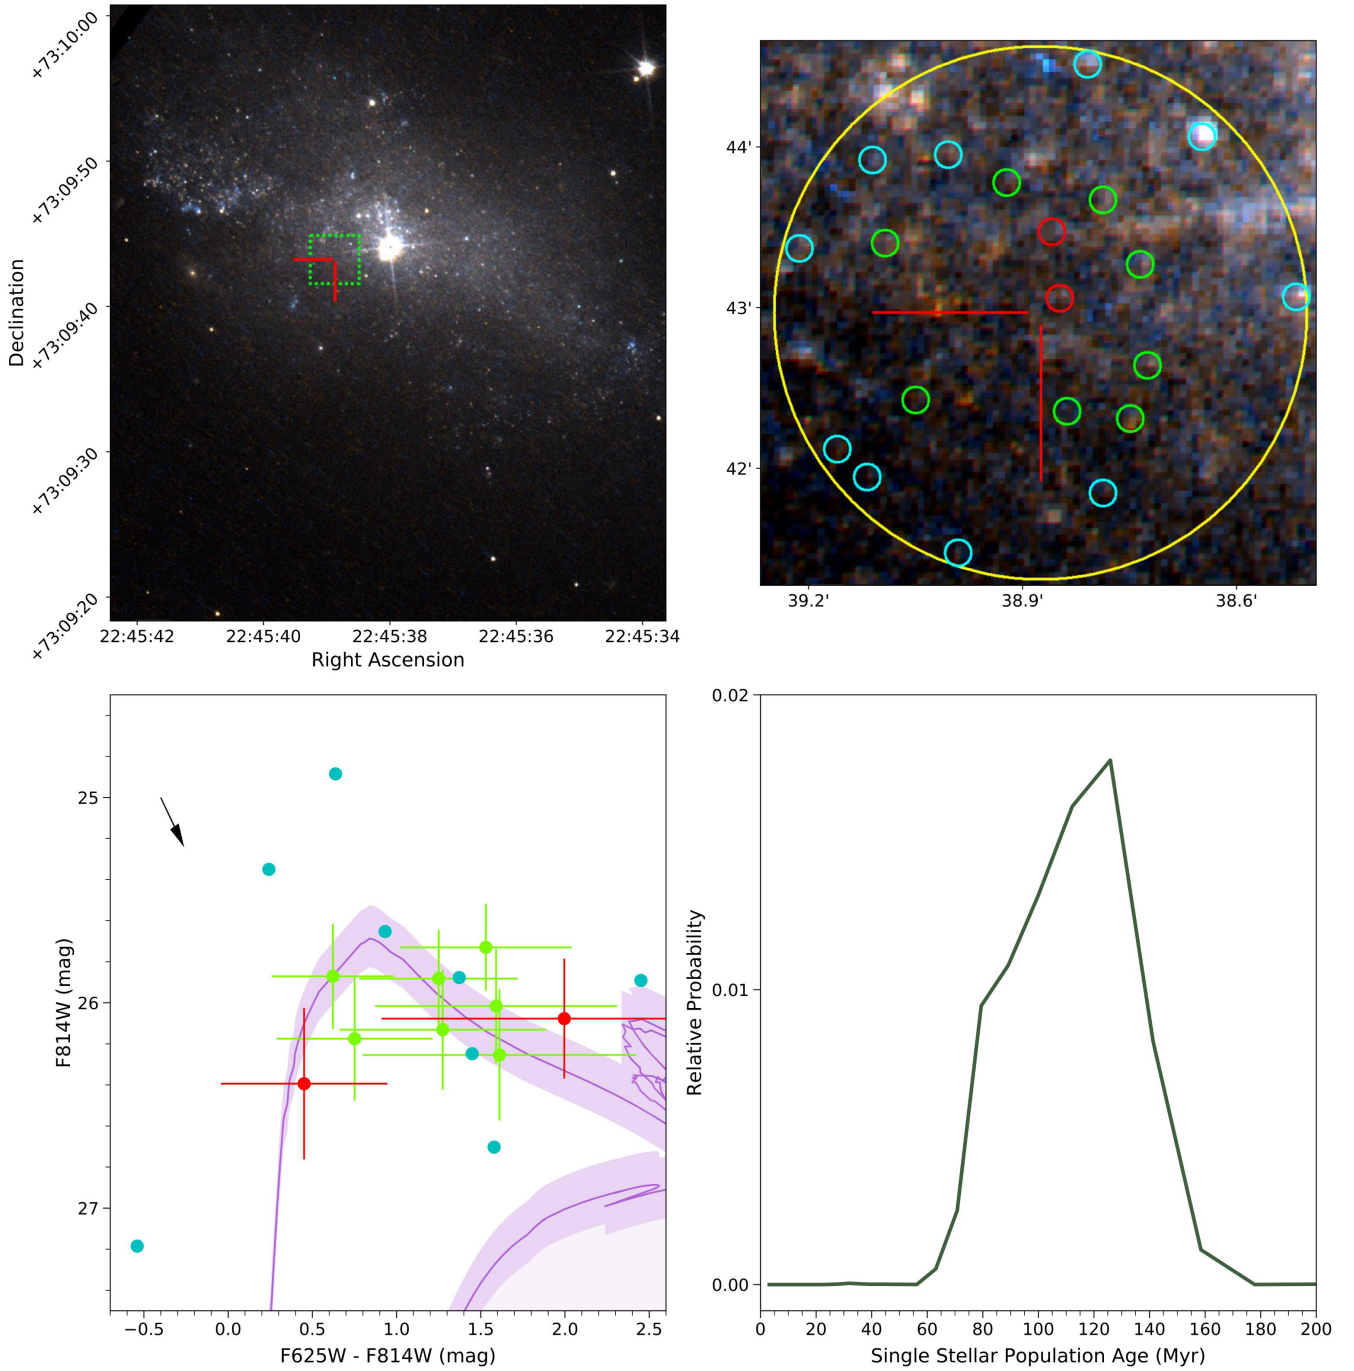 +73:10:00
+73:09:50
+73:09:40
+73:09:30
+73:09:20
Declination
22:45:42 22:45:40 22:45:38 22:45:36 22:45:34
Right Ascension
44'
43'
42'
39.2' 38.9' 38.6'
25
26
27
F814W (mag)
−0.5 0.0 0.5 1.0 1.5 2.0 2.5
F625W - F814W (mag)
0.02
0.01
0.00
Relative Probability
0 20 40 60 80 100 120 140 160 180 200
Single Stellar Population Age (Myr)